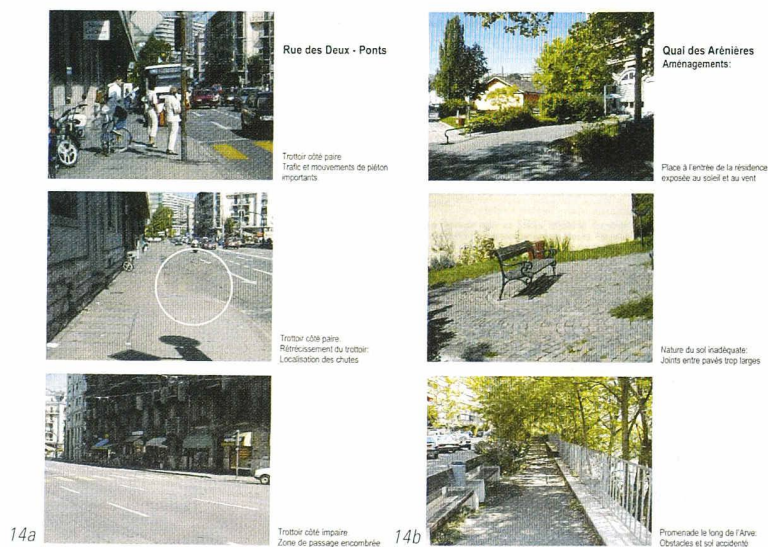 Rue des Deux - Ponts
Trottoir côté paire
Trafic et mouvements de piéton
importants.
Trottoir côté paire.
Rétrécissement du trottoir:
Localisation des chutes
Trottoir côté impaire
Zone de passage encombrée
14a
Quai des Arénières
Aménagements:
Place à l'entrée de la résidence
exposée au soleil et au vent
Nature du sol inadéquate:
Joints entre pavés trop larges
Promenade le long de l'Arve:
Obstacles et sol accidenté
14b